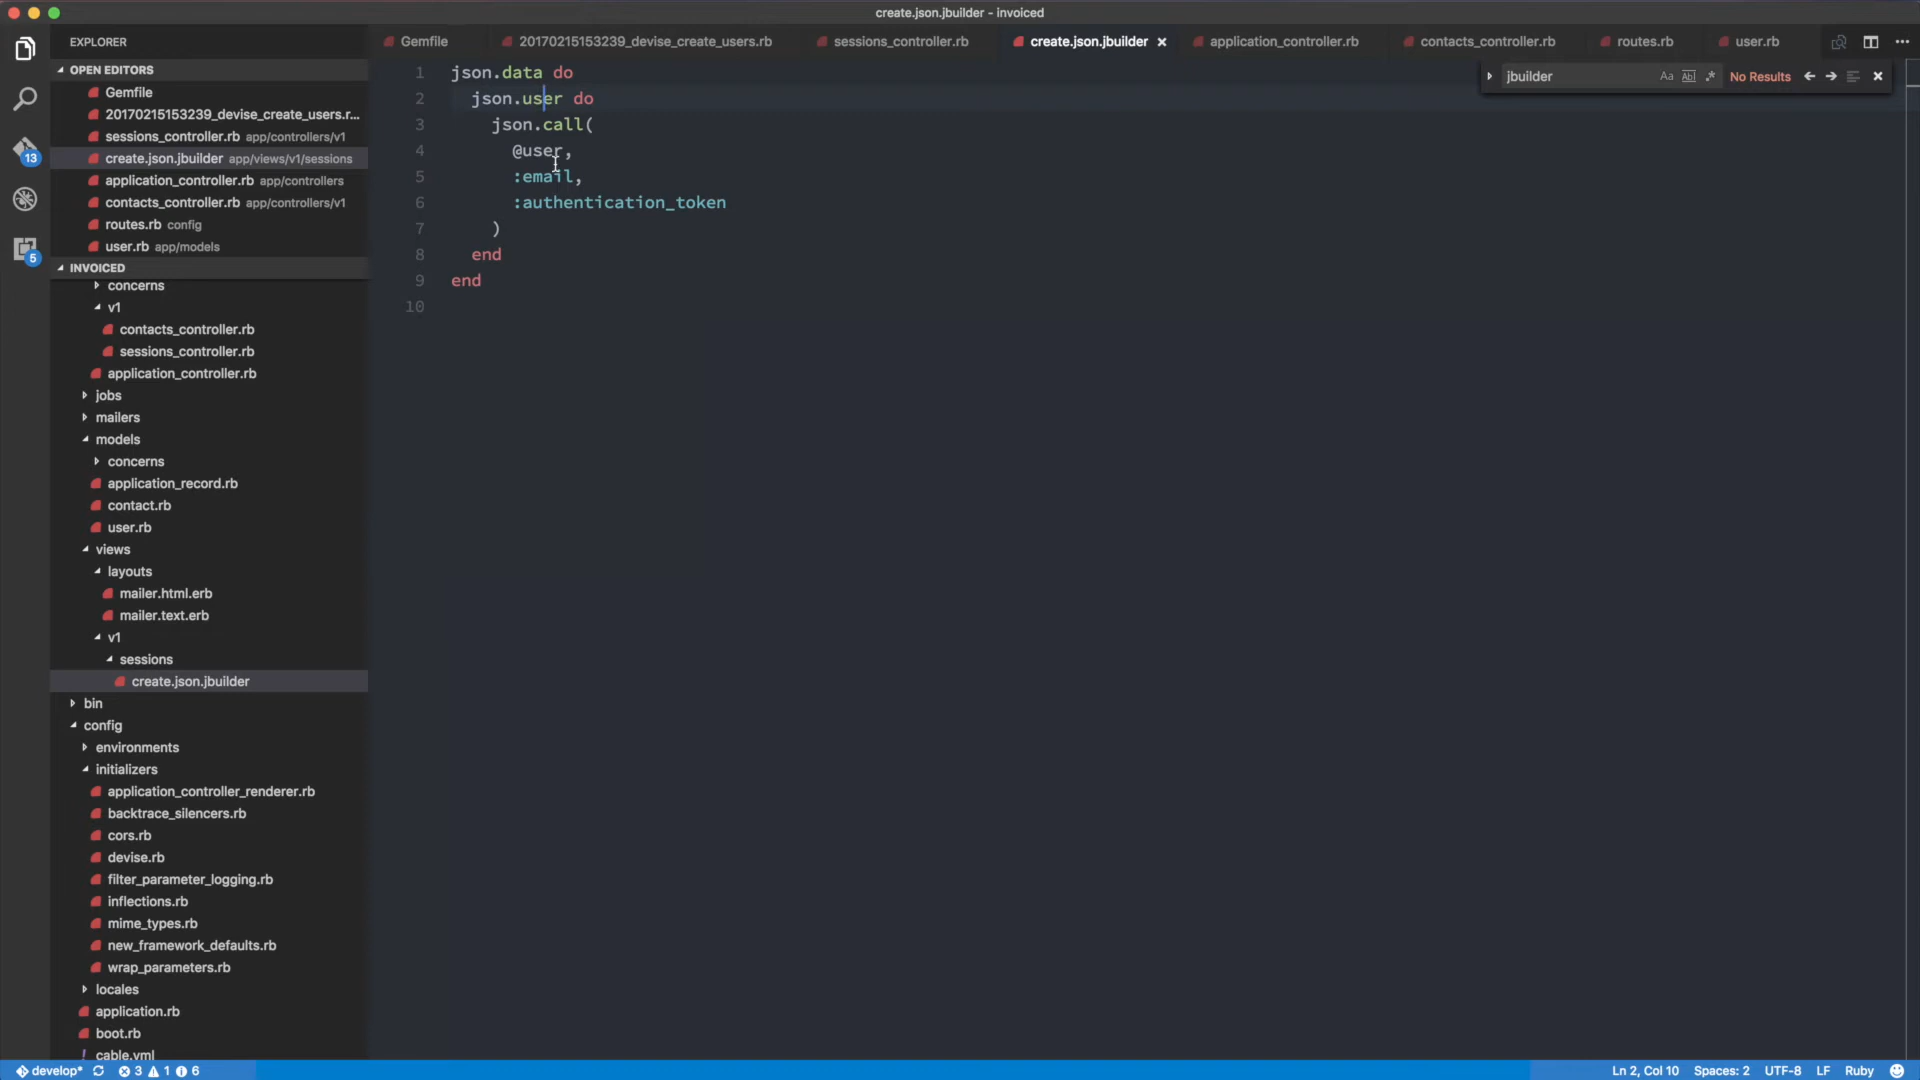 create.json.jbuilder - invoiced
EXPLORER
Gemfile
20170215153239_devise_create_users.rb
sessions_controller.rb
create.json.jbuilder
application_controller.rb
contacts_controller.rb
routes.rb
user.rb
OPEN EDITORS
Gemfile
20170215153239_devise_create_users.r...
sessions_controller.rb app/controllers/v1
create.json.jbuilder app/views/v1/sessions
application_controller.rb app/controllers
contacts_controller.rb app/controllers/v1
routes.rb config
user.rb app/models
13
5
INVOICED
concerns
v1
contacts_controller.rb
sessions_controller.rb
application_controller.rb
jobs
mailers
models
concerns
application_record.rb
contact.rb
user.rb
views
layouts
mailer.html.erb
mailer.text.erb
v1
sessions
create.json.jbuilder
bin
config
environments
initializers
application_controller_renderer.rb
backtrace_silencers.rb
cors.rb
devise.rb
filter_parameter_logging.rb
inflections.rb
mime_types.rb
new_framework_defaults.rb
wrap_parameters.rb
locales
application.rb
boot.rb
! cable.yml
1 json.data do
2 json.user do
3 json.call(
4 @user,
5 :email,
6 :authentication_token
7 )
8 end
9 end
10
jbuilder Aa Abl .* No Results
develop* 3 1 6
Ln 2, Col 10 Spaces: 2 UTF-8 LF Ruby